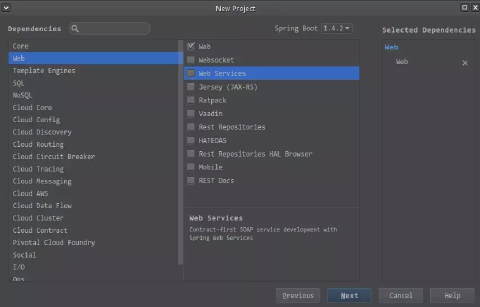 New Project
Dependencies
Spring Boot 1.4.2
Selected Dependencies
Core
Web
Template Engines
SQL
NoSQL
Cloud Core
Cloud Config
Cloud Discovery
Cloud Routing
Cloud Circuit Breaker
Cloud Tracing
Cloud Messaging
Cloud AWS
Cloud Data Flow
Cloud Cluster
Cloud Contract
Pivotal Cloud Foundry
Social
I/O
Ops
Web
Websocket
Web Services
Jersey (JAX-RS)
Ratpack
Vaadin
Rest Repositories
HATEOAS
Rest Repositories HAL Browser
Mobile
REST Docs
Web Services
Contract-first SOAP service development with
Spring Web Services
Web
Web
Previous
Next
Cancel
Help